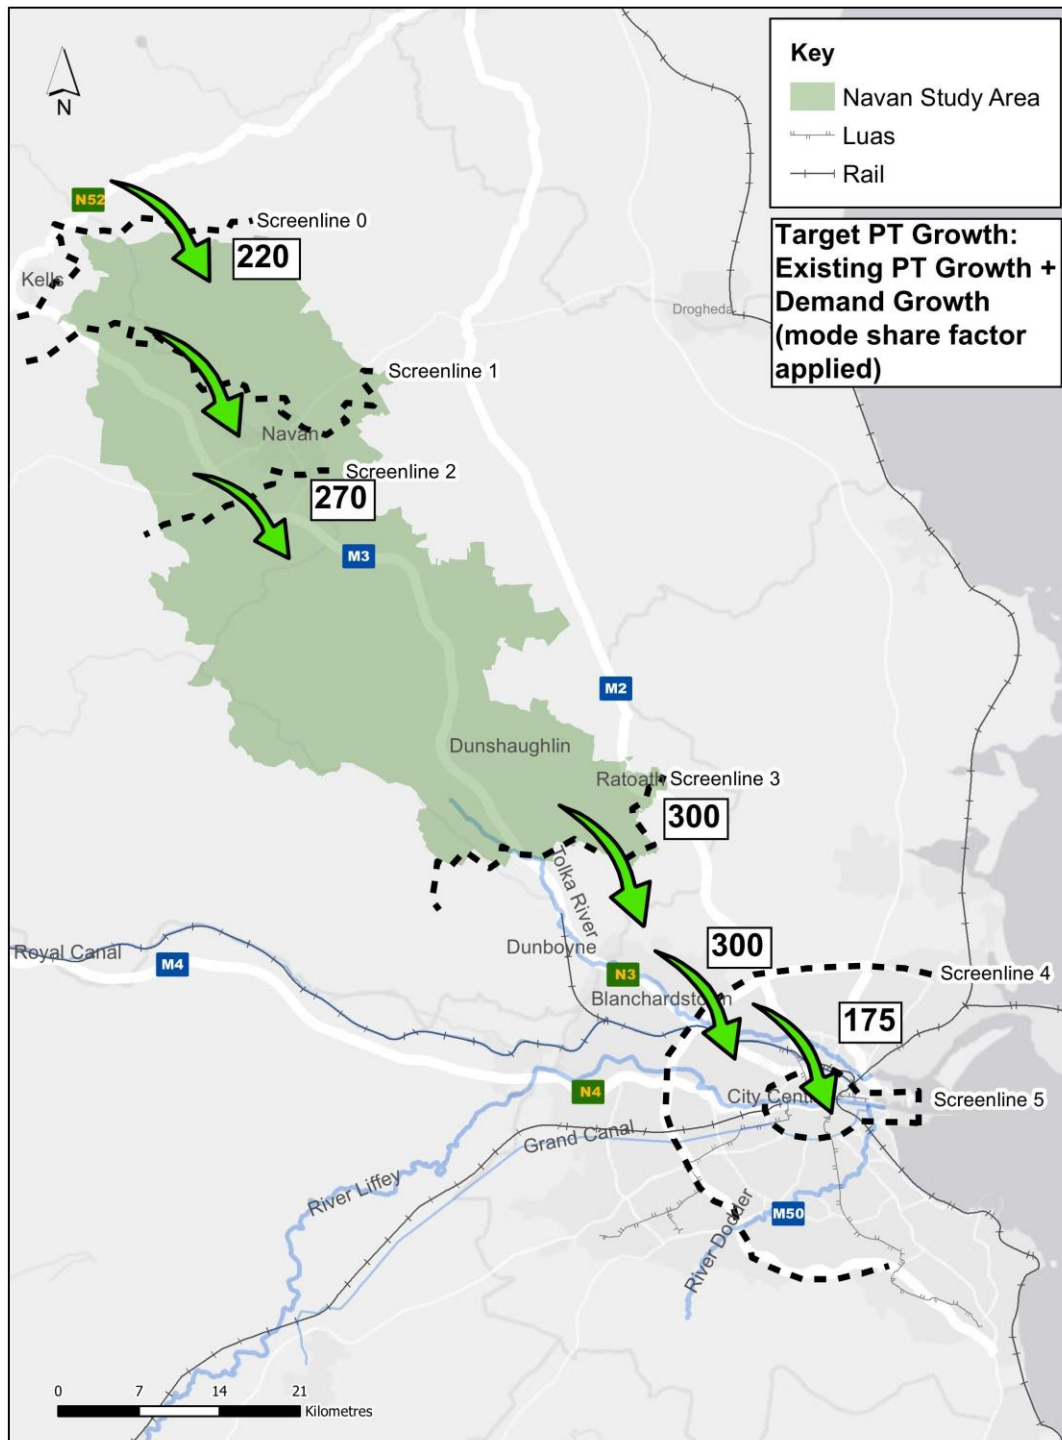 Key
Navan Study Area
Luas
Rail
Target PT Growth:
Existing PT Growth +
Demand Growth
(mode share factor
applied)
N
N52
Screenline 0
220
Kells
Drogheda
Screenline 1
Navan
Screenline 2
270
M3
M2
Dunshaughlin
Ratoath
Screenline 3
300
Tolka River
Royal Canal
M4
Dunboyne
300
N3
Screenline 4
Blanchardstown
175
N4
City Centre
Screenline 5
Grand Canal
River Liffey
River Dodder
M50
0 7 14 21
Kilometres